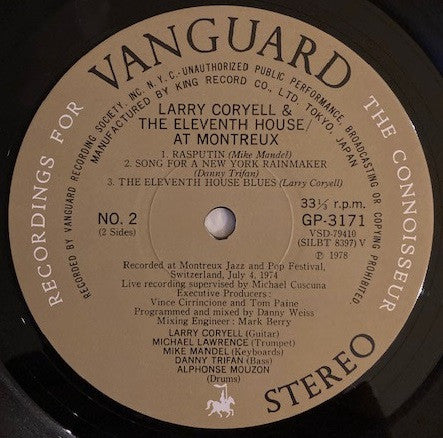 RECORDINGS FOR VANGUARD THE CONNOISSEUR
RECORDED BY VANGUARD RECORDING SOCIETY, INC. N.Y.C.-UNAUTHORIZED PUBLIC PERFORMANCE, BROADCASTING OR COPYING PROHIBITED
MANUFACTURED BY KING RECORD CO., LTD. TOKYO, JAPAN
LARRY CORYELL &
THE ELEVENTH HOUSE/
AT MONTREUX
1. RASPUTIN (Mike Mandel)
2. SONG FOR A NEW YORK RAINMAKER
(Danny Trifan)
3. THE ELEVENTH HOUSE BLUES (Larry Coryell)
NO. 2
(2 Sides)
33⅓ r.p.m.
GP-3171
VSD-79410
(SILBT 8397) V
℗ 1978
Recorded at Montreux Jazz and Pop Festival,
Switzerland, July 4, 1974
Live recording supervised by Michael Cuscuna
Executive Producers:
Vince Cirrincione and Tom Paine
Programmed and mixed by Danny Weiss
Mixing Engineer: Mark Berry
LARRY CORYELL (Guitar)
MICHAEL LAWRENCE (Trumpet)
MIKE MANDEL (Keyboards)
DANNY TRIFAN (Bass)
ALPHONSE MOUZON
(Drums)
STEREO